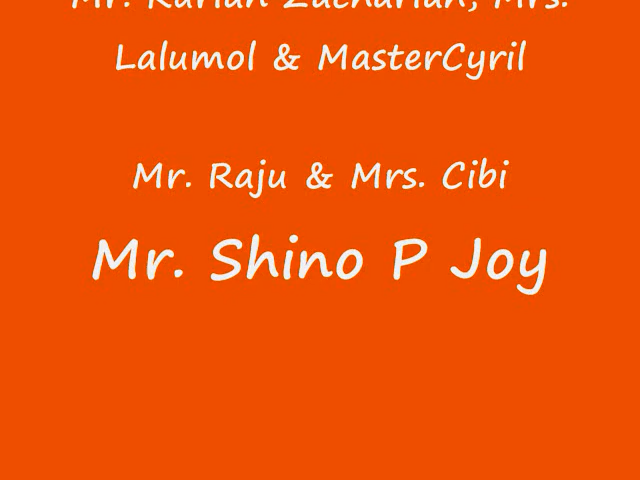 Mr. Kurian Zachariah, Mrs.
Lalumol & MasterCyril
Mr. Raju & Mrs. Cibi
Mr. Shino P Joy